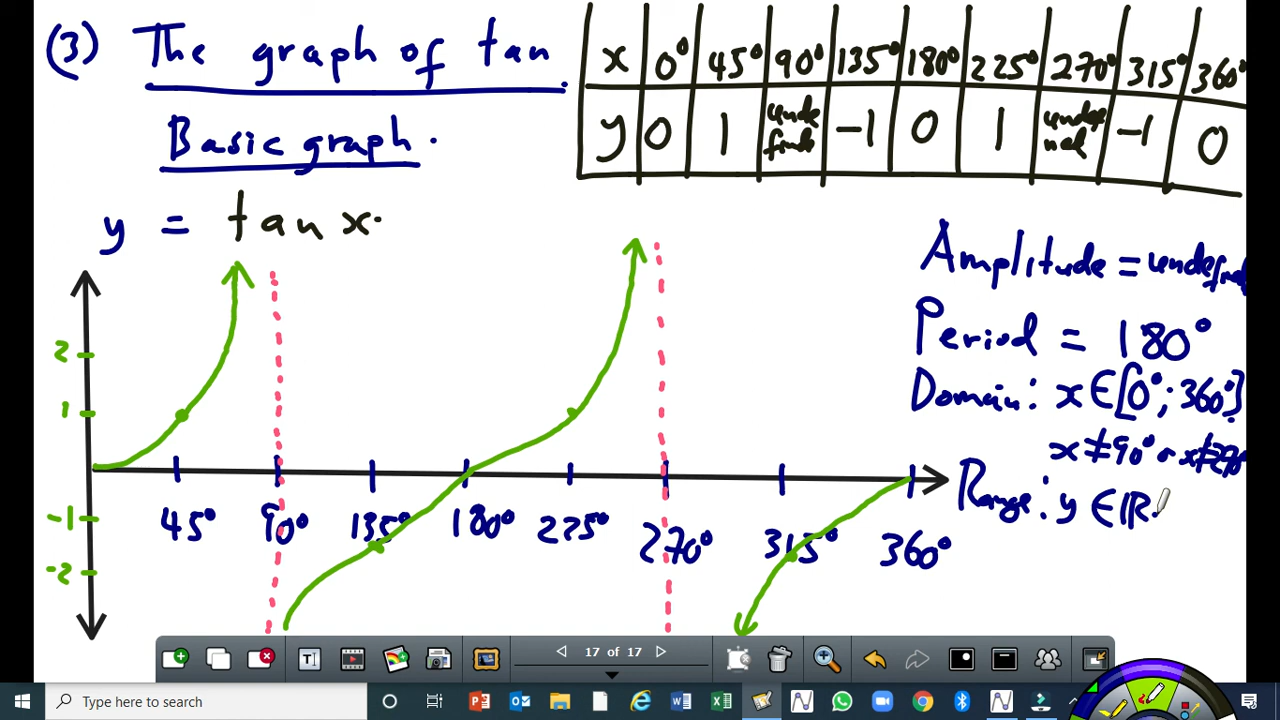 (3) The graph of tan.
Basic graph.
y = tan x.
x 0° 45° 90° 135° 180° 225° 270° 315° 360°
y 0 1 undefined -1 0 1 undefined -1 0
Amplitude = undefined
Period = 180°
Domain: x ∈ [0°; 360°]
x ≠ 90° or x ≠ 270°
Range: y ∈ ℝ.
2
1
-1
-2
45° 90° 135° 180° 225° 270° 315° 360°
17 of 17
Type here to search